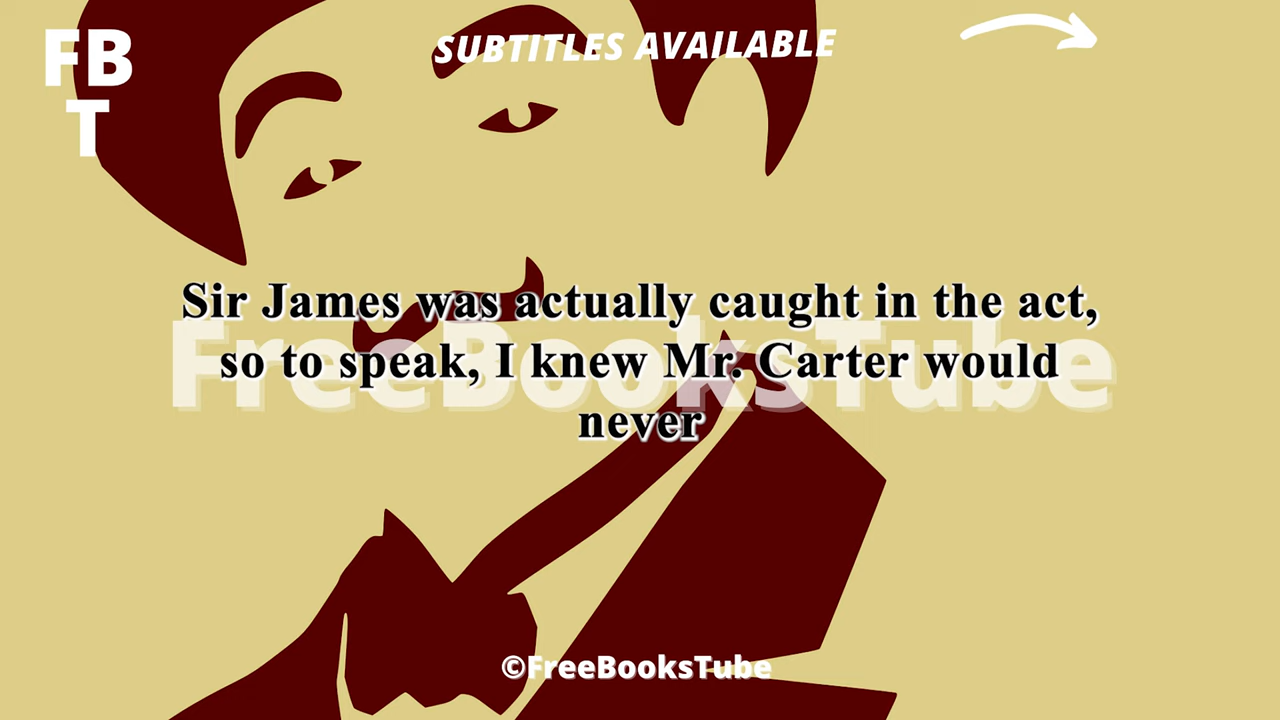 FB
T
SUBTITLES AVAILABLE
Sir James was actually caught in the act,
so to speak, I knew Mr. Carter would
never
FreeBooksTube
©FreeBooksTube